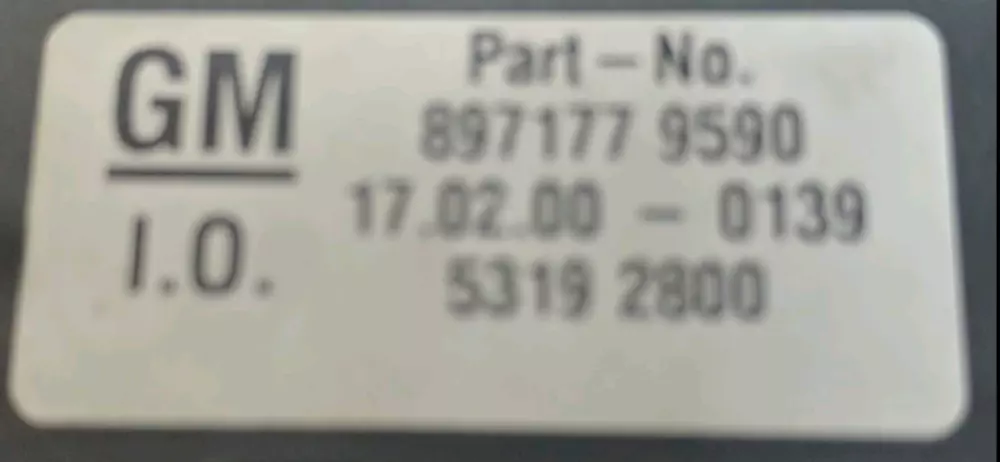 GM
I.O.
Part-No.
897177 9590
17.02.00 - 0139
5319 2800